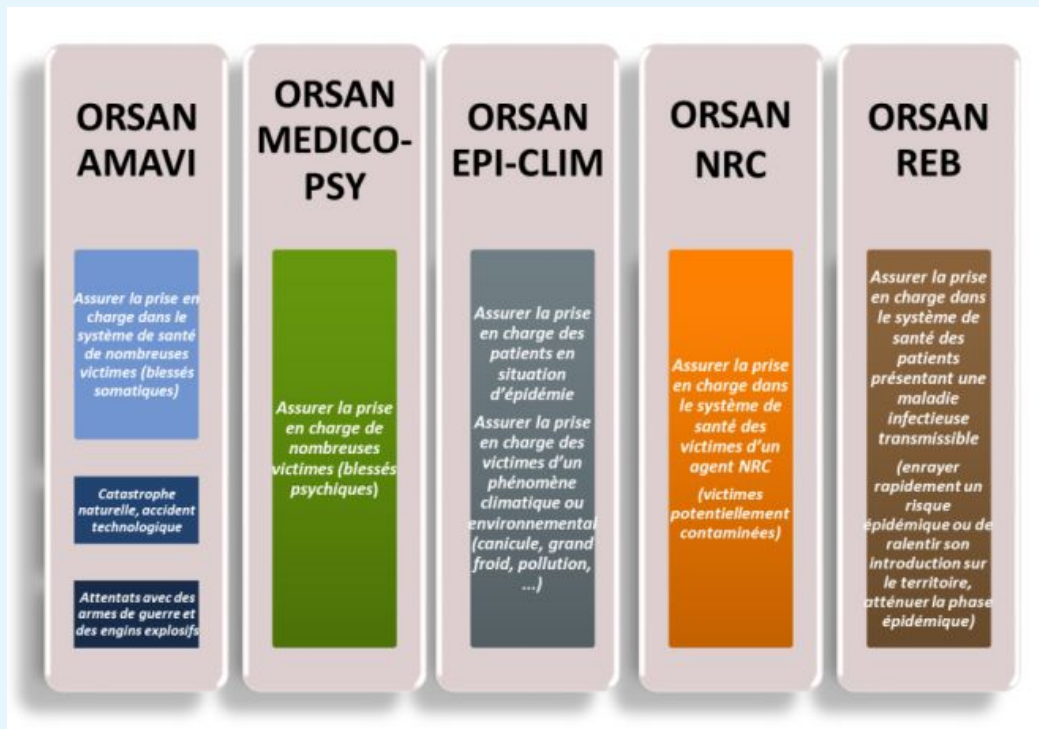 ORSAN
AMAVI
Assurer la prise en
charge dans le
système de santé
de nombreuses
victimes (blessés
somatiques)
Catastrophe
naturelle, accident
technologique
Attentats avec des
armes de guerre et
des engins explosifs
ORSAN
MEDICO-
PSY
Assurer la prise
en charge de
nombreuses
victimes (blessés
psychiques)
ORSAN
EPI-CLIM
Assurer la prise
en charge des
patients en
situation
d’épidémie
Assurer la prise
en charge des
victimes d’un
phénomène
climatique ou
environnemental
(canicule, grand
froid, pollution,
...)
ORSAN
NRC
Assurer la prise
en charge dans
le système de
santé des
victimes d’un
agent NRC
(victimes
potentiellement
contaminées)
ORSAN
REB
Assurer la prise
en charge dans
le système de
santé des
patients
présentant une
maladie
infectieuse
transmissible
(enrayer
rapidement un
risque
épidémique ou de
ralentir son
introduction sur
le territoire,
atténuer la phase
épidémique)